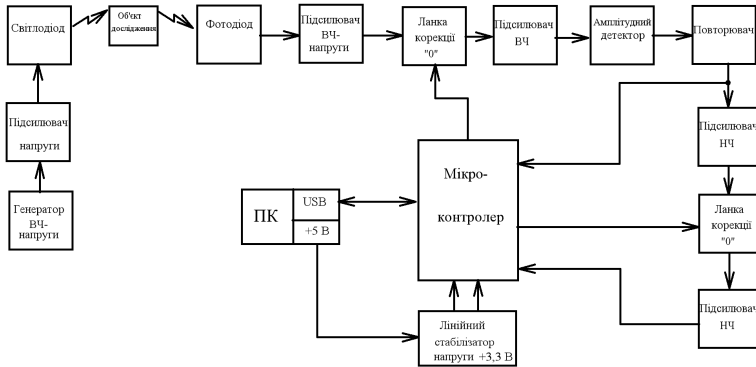 Світлодіод
Об'єкт
дослідження
Фотодіод
Підсилювач
ВЧ-
напруги
Ланка
корекції
"0"
Підсилювач
ВЧ
Амплітудний
детектор
Повторювач
Підсилювач
напруги
Генератор
ВЧ-
напруги
ПК
USB
+5 В
Мікро-
контролер
Лінійний
стабілізатор
напруги +3,3 В
Підсилювач
НЧ
Ланка
корекції
"0"
Підсилювач
НЧ